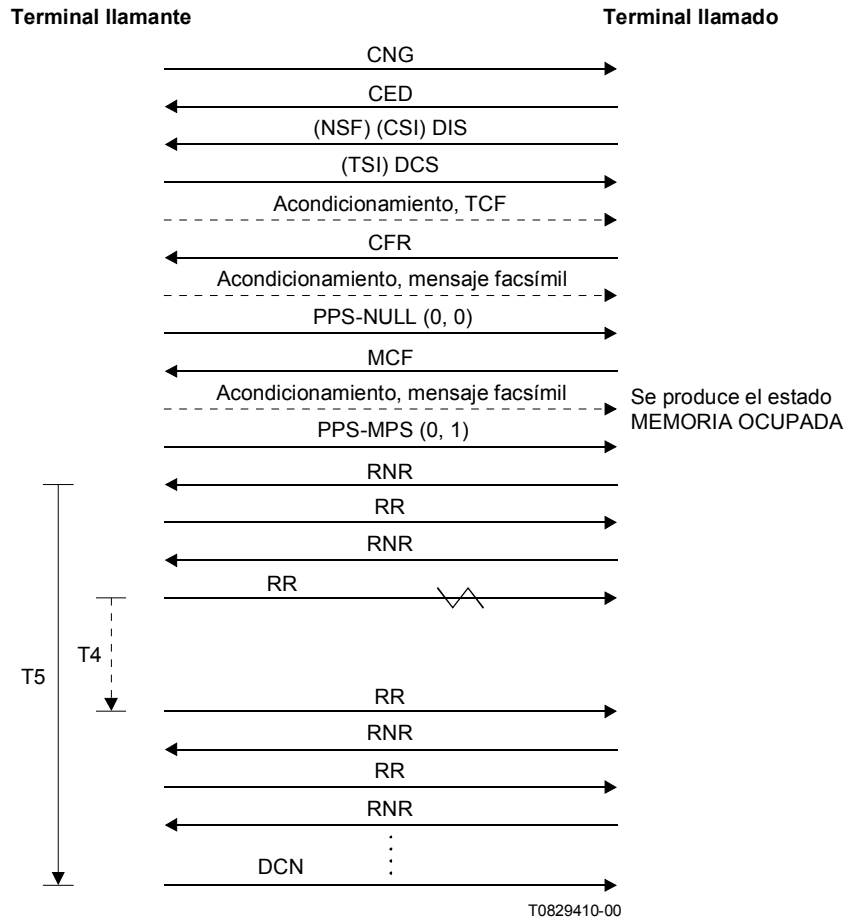 Terminal llamante
Terminal llamado
CNG
CED
(NSF) (CSI) DIS
(TSI) DCS
Acondicionamiento, TCF
CFR
Acondicionamiento, mensaje facsímil
PPS-NULL (0, 0)
MCF
Acondicionamiento, mensaje facsímil
Se produce el estado
MEMORIA OCUPADA
PPS-MPS (0, 1)
RNR
RR
RNR
RR
T4
T5
RR
RNR
RR
RNR
DCN
T0829410-00